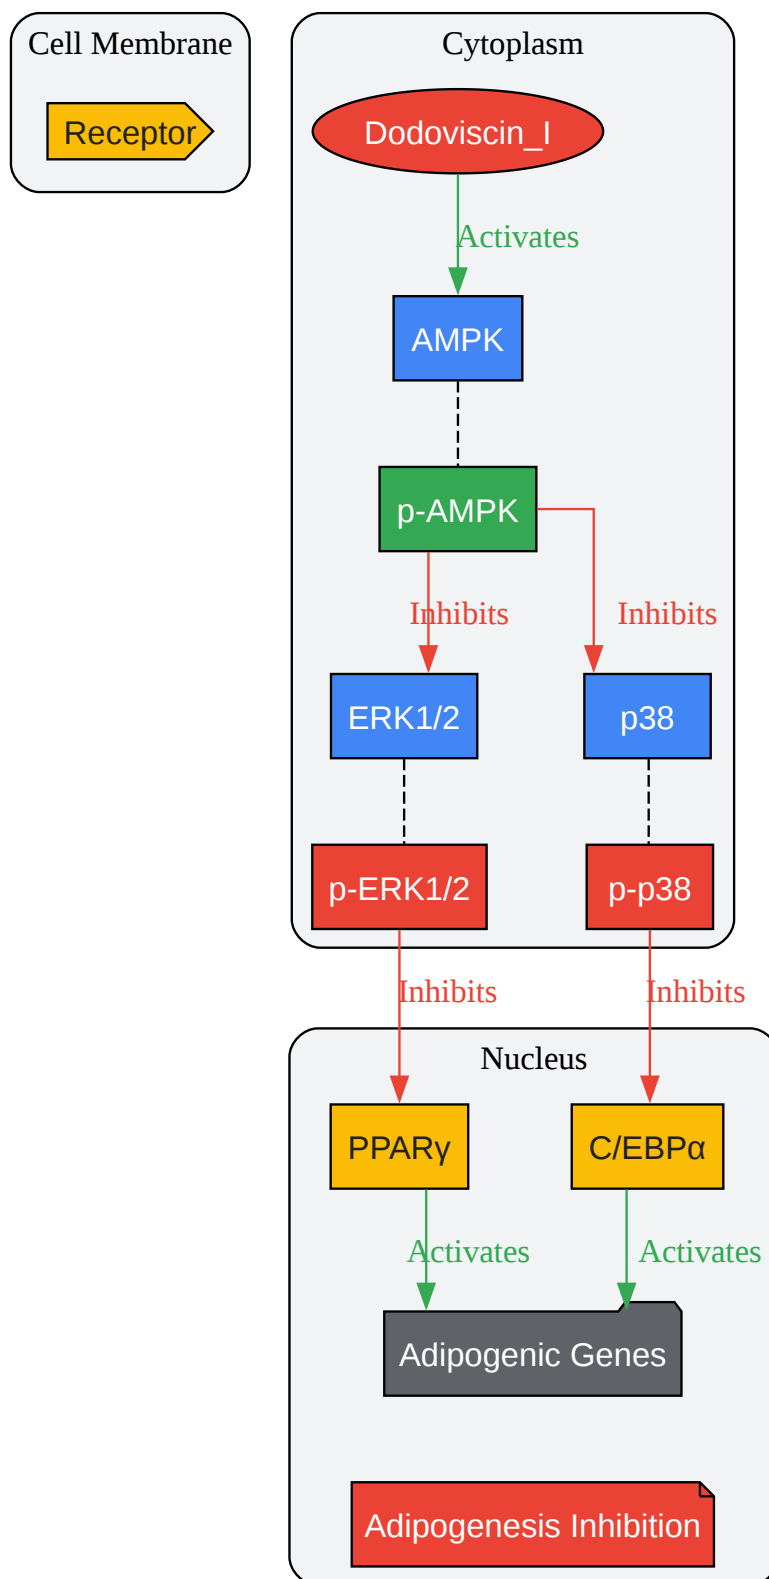 Cell Membrane
Receptor
Cytoplasm
Dodoviscin_I
Activates
AMPK
p-AMPK
Inhibits
Inhibits
ERK1/2
p38
p-ERK1/2
p-p38
Inhibits
Inhibits
Nucleus
PPARγ
C/EBPα
Activates
Activates
Adipogenic Genes
Adipogenesis Inhibition